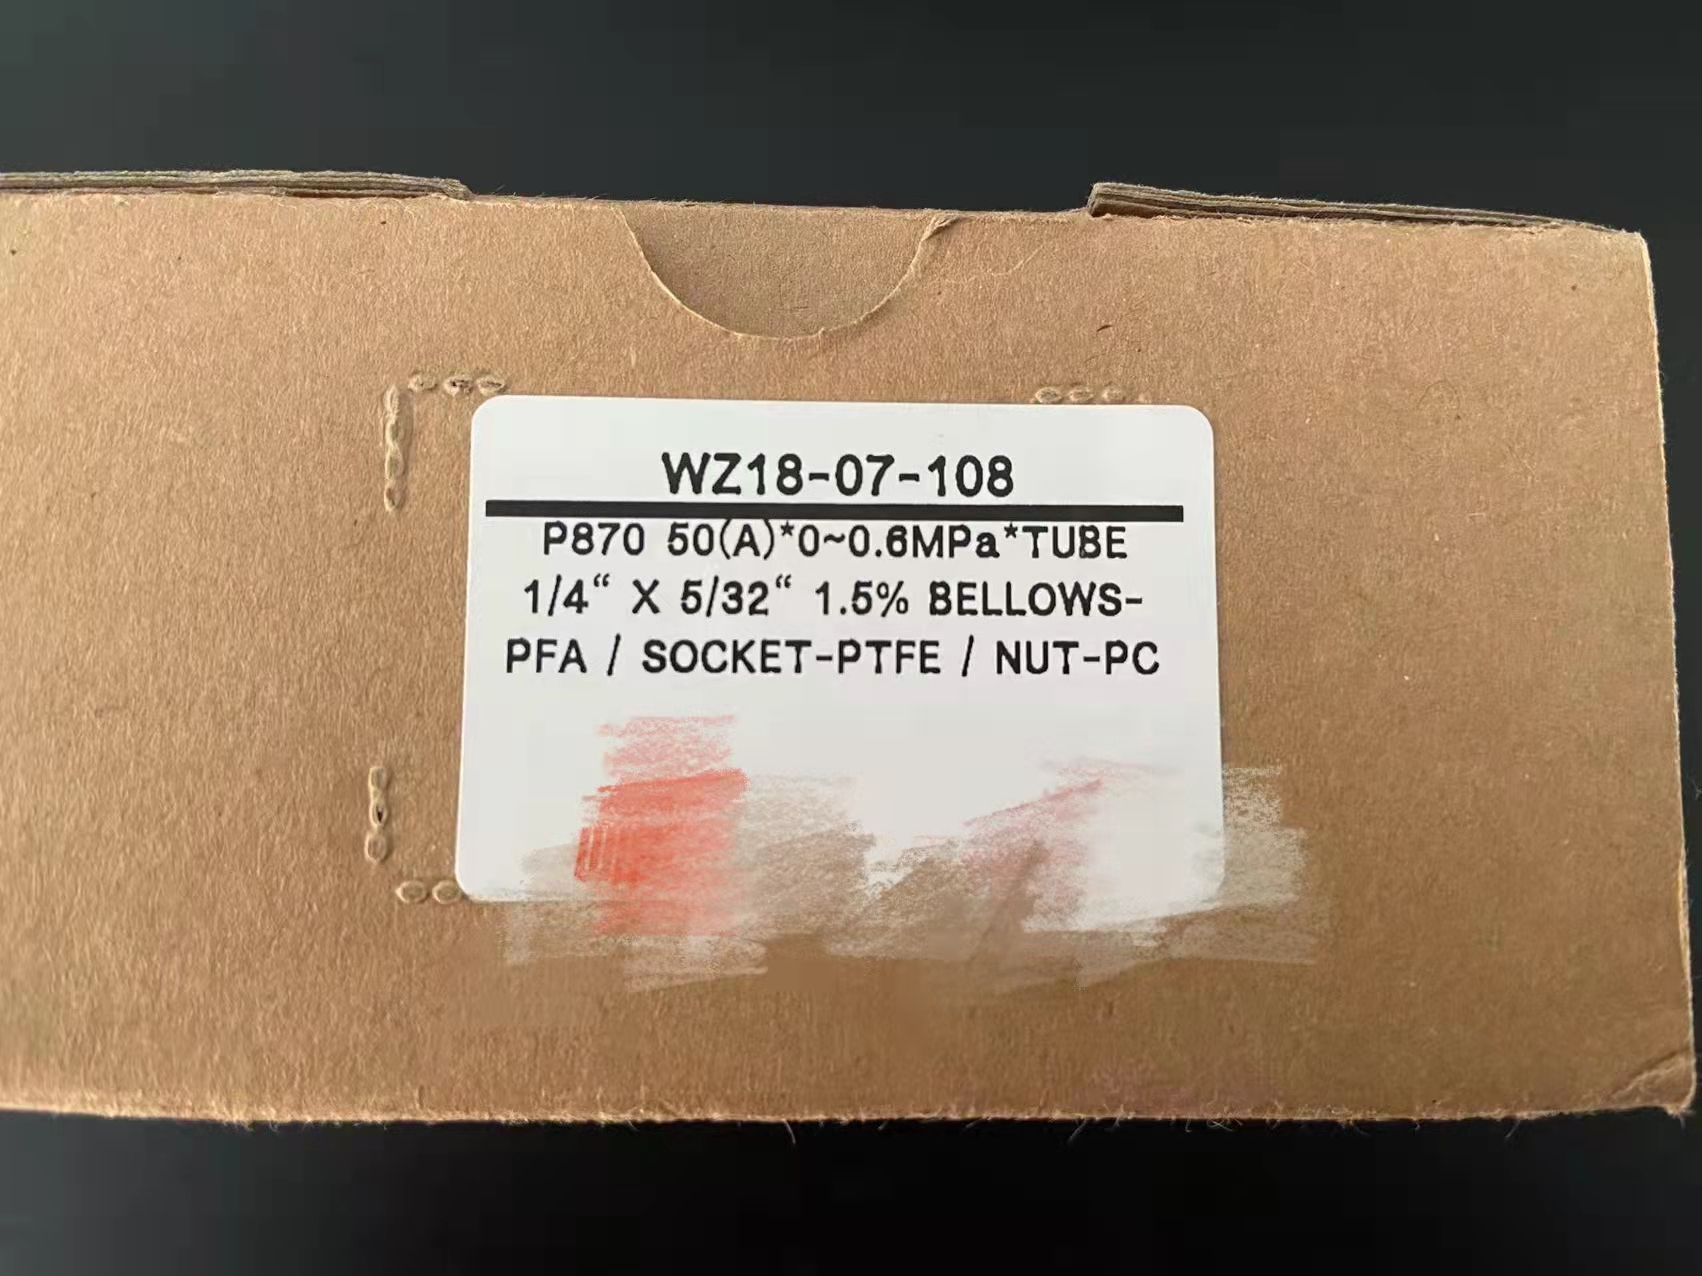 WZ18-07-108
P870 50(A)*0~0.6MPa*TUBE
1/4“ X 5/32“ 1.5% BELLOWS-
PFA / SOCKET-PTFE / NUT-PC